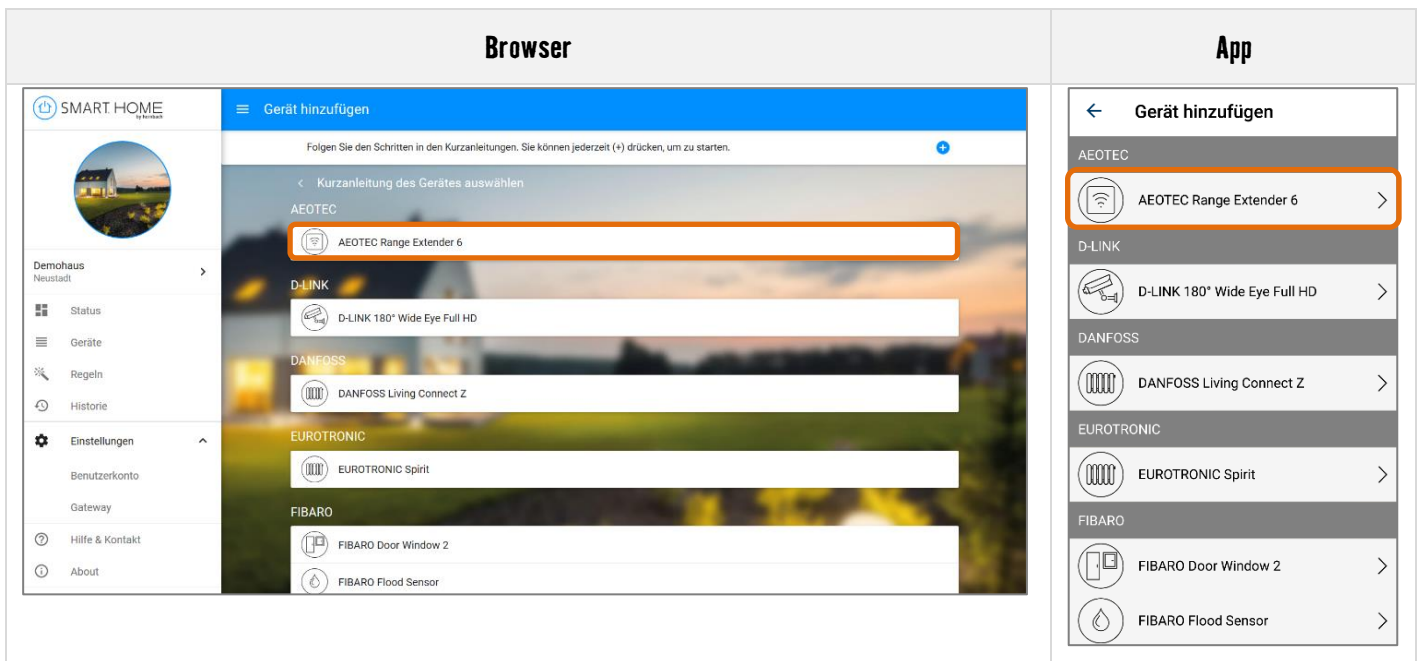 Browser
App
SMART HOME
by hornbach
Demohaus
Neustadt
Status
Geräte
Regeln
Historie
Einstellungen
Benutzerkonto
Gateway
Hilfe & Kontakt
About
Gerät hinzufügen
Folgen Sie den Schritten in den Kurzanleitungen. Sie können jederzeit (+) drücken, um zu starten.
Kurzanleitung des Gerätes auswählen
AEOTEC
AEOTEC Range Extender 6
D-LINK
D-LINK 180° Wide Eye Full HD
DANFOSS
DANFOSS Living Connect Z
EUROTRONIC
EUROTRONIC Spirit
FIBARO
FIBARO Door Window 2
FIBARO Flood Sensor
Gerät hinzufügen
AEOTEC
AEOTEC Range Extender 6
D-LINK
D-LINK 180° Wide Eye Full HD
DANFOSS
DANFOSS Living Connect Z
EUROTRONIC
EUROTRONIC Spirit
FIBARO
FIBARO Door Window 2
FIBARO Flood Sensor